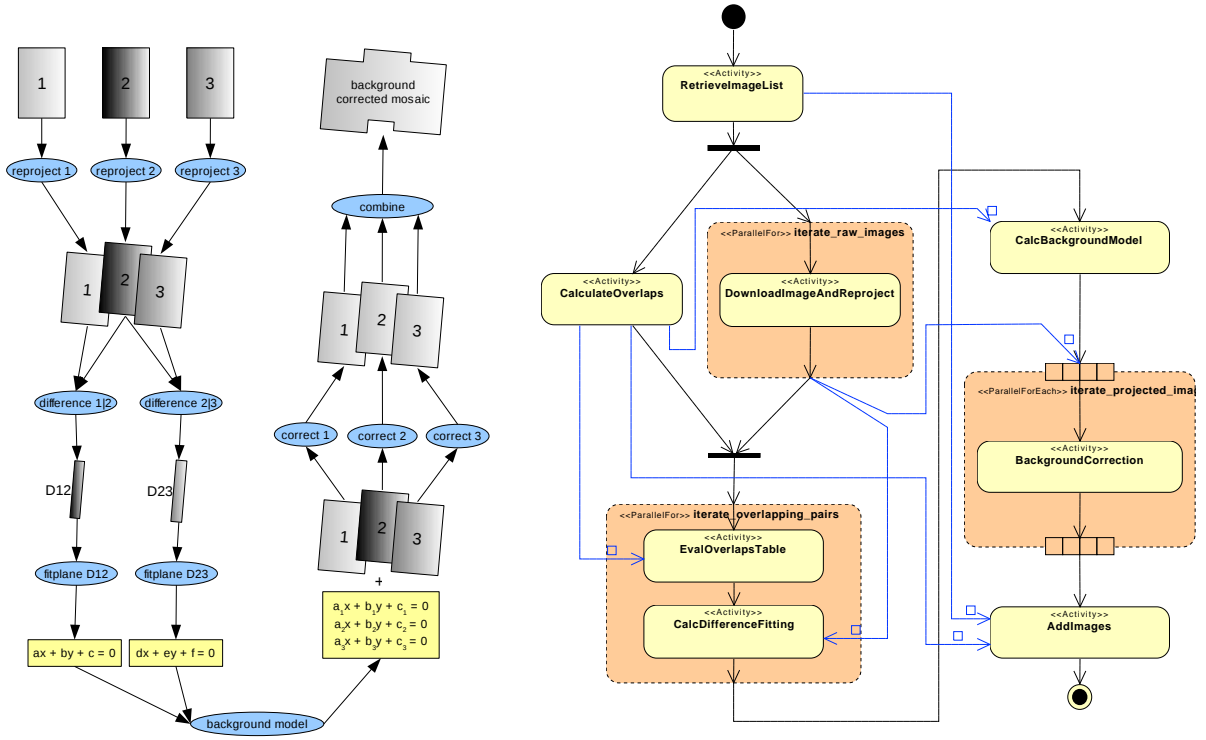 1
2
3
reproject 1
reproject 2
reproject 3
1
2
3
difference 1|2
difference 2|3
D12
D23
fitplane D12
fitplane D23
ax + by + c = 0
dx + ey + f = 0
background model
background
corrected mosaic
combine
1
2
3
correct 1
correct 2
correct 3
1
2
3
+
a1x + b1y + c1 = 0
a2x + b2y + c2 = 0
a3x + b3y + c3 = 0
<<Activity>>
RetrieveImageList
<<ParallelFor>> iterate_raw_images
<<Activity>>
CalculateOverlaps
<<Activity>>
DownloadImageAndReproject
<<ParallelFor>> iterate_overlapping_pairs
<<Activity>>
EvalOverlapsTable
<<Activity>>
CalcDifferenceFitting
<<Activity>>
CalcBackgroundModel
<<ParallelForEach>> iterate_projected_ima
<<Activity>>
BackgroundCorrection
<<Activity>>
AddImages